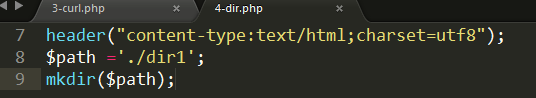 3-curl.php × 4-dir.php ×
7 header("content-type:text/html;charset=utf8");
8 $path ='./dir1';
9 mkdir($path);